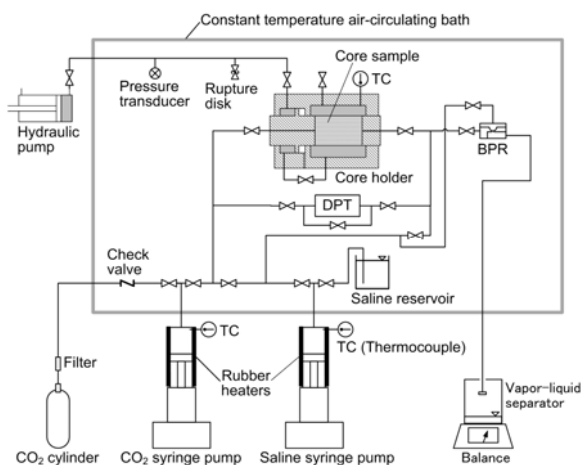 Constant temperature air-circulating bath
Core sample
TC
Pressure
transducer
Rupture
disk
Hydraulic
pump
BPR
Core holder
DPT
Check
valve
Saline reservoir
TC
TC (Thermocouple)
Filter
Rubber
heaters
Vapor-liquid
separator
CO₂ cylinder
CO₂ syringe pump
Saline syringe pump
Balance